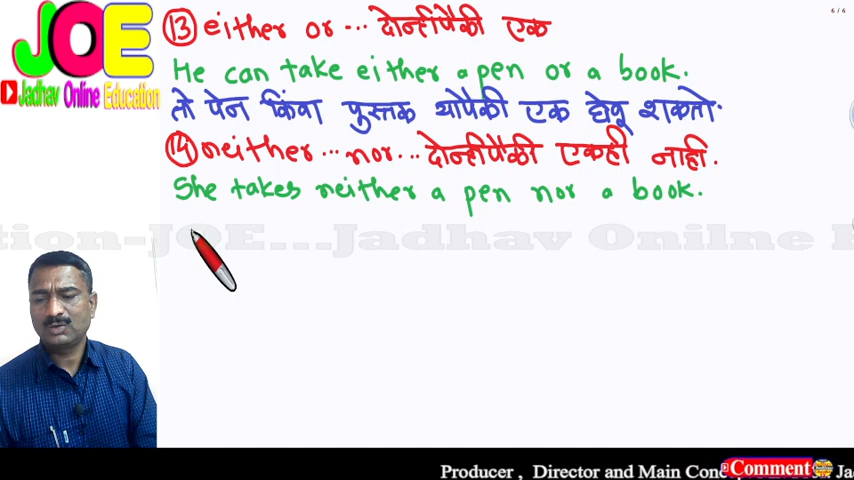 6 / 6
JOE
Jadhav Online Education
13 either or ... दोन्हीपैकी एक
He can take either a pen or a book.
तो पेन किंवा पुस्तक यापैकी एक घेवू शकतो.
14 neither ... nor ... दोन्हीपैकी एकही नाही.
She takes neither a pen nor a book.
tion-JOE...Jadhav Onilne E
Producer , Director and Main Conc
Comment
Ja